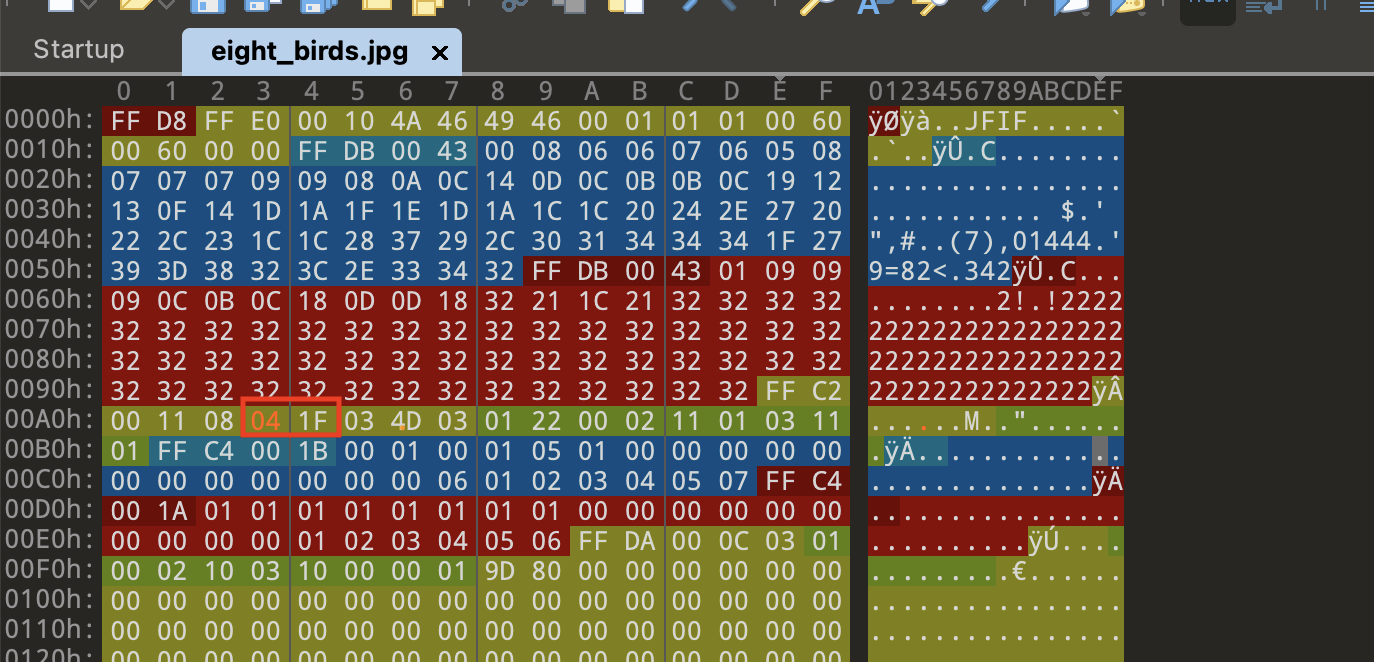 Startup
eight_birds.jpg ×
0 1 2 3 4 5 6 7 8 9 A B C D E F 0123456789ABCDEF
0000h: FF D8 FF E0 00 10 4A 46 49 46 00 01 01 01 00 60 ÿØÿà..JFIF.....`
0010h: 00 60 00 00 FF DB 00 43 00 08 06 06 07 06 05 08 .`..ÿÛ.C........
0020h: 07 07 07 09 09 08 0A 0C 14 0D 0C 0B 0B 0C 19 12 ................
0030h: 13 0F 14 1D 1A 1F 1E 1D 1A 1C 1C 20 24 2E 27 20 ........... $.'
0040h: 22 2C 23 1C 1C 28 37 29 2C 30 31 34 34 34 1F 27 ",#..(7),01444.'
0050h: 39 3D 38 32 3C 2E 33 34 32 FF DB 00 43 01 09 09 9=82<.342ÿÛ.C...
0060h: 09 0C 0B 0C 18 0D 0D 18 32 21 1C 21 32 32 32 32 ........2!.!2222
0070h: 32 32 32 32 32 32 32 32 32 32 32 32 32 32 32 32 2222222222222222
0080h: 32 32 32 32 32 32 32 32 32 32 32 32 32 32 32 32 2222222222222222
0090h: 32 32 32 32 32 32 32 32 32 32 32 32 32 32 FF C2 22222222222222ÿÂ
00A0h: 00 11 08 04 1F 03 4D 03 01 22 00 02 11 01 03 11 ......M.."......
00B0h: 01 FF C4 00 1B 00 01 00 01 05 01 00 00 00 00 00 .ÿÄ.............
00C0h: 00 00 00 00 00 00 06 01 02 03 04 05 07 FF C4 ..............ÿÄ
00D0h: 00 1A 01 01 01 01 01 01 01 01 00 00 00 00 00 00 ................
00E0h: 00 00 00 00 01 02 03 04 05 06 FF DA 00 0C 03 01 ..........ÿÚ....
00F0h: 00 02 10 03 10 00 00 01 9D 80 00 00 00 00 00 00 .........€......
0100h: 00 00 00 00 00 00 00 00 00 00 00 00 00 00 00 00 ................
0110h: 00 00 00 00 00 00 00 00 00 00 00 00 00 00 00 00 ................
0120h: 00 00 00 00 00 00 00 00 00 00 00 00 00 00 00 00